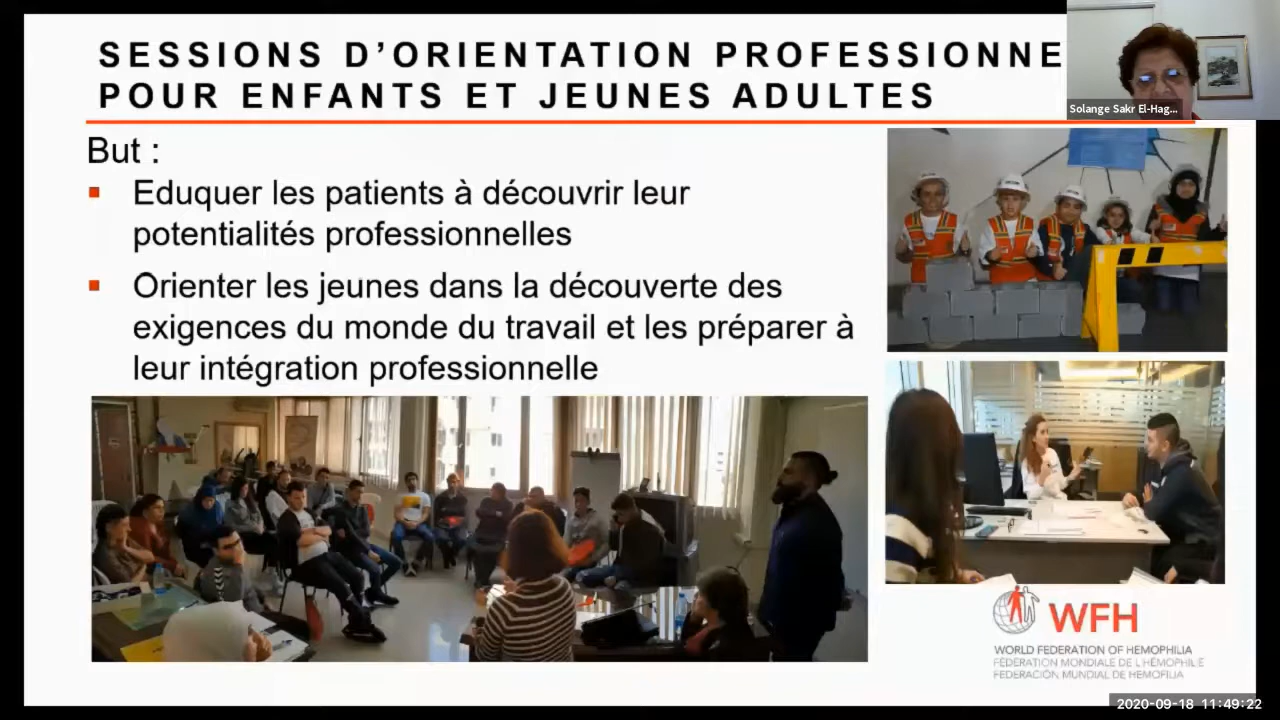 SESSIONS D'ORIENTATION PROFESSIONNE
POUR ENFANTS ET JEUNES ADULTES
Solange Sakr El-Hag...
But :
▪ Eduquer les patients à découvrir leur
potentialités professionnelles
▪ Orienter les jeunes dans la découverte des
exigences du monde du travail et les préparer à
leur intégration professionnelle
WFH
WORLD FEDERATION OF HEMOPHILIA
FÉDÉRATION MONDIALE DE L'HÉMOPHILIE
FEDERACIÓN MUNDIAL DE HEMOFILIA
2020-09-18 11:49:22